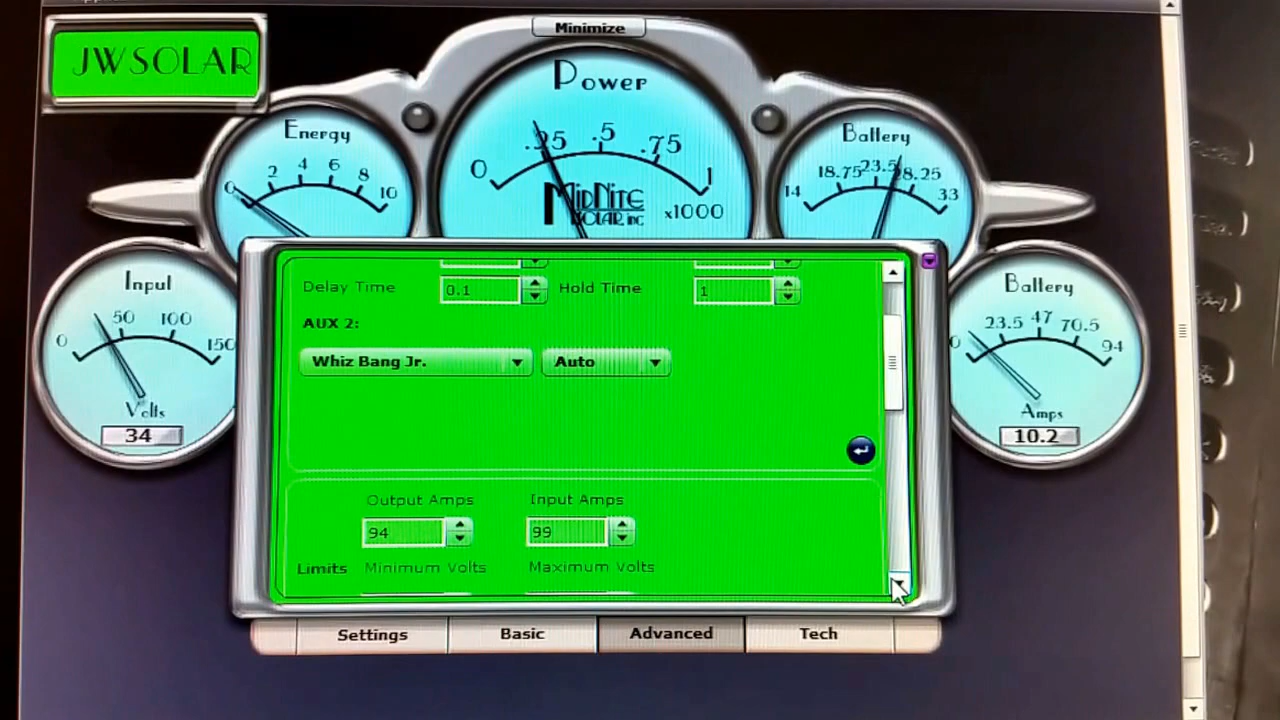 Minimize
JWSOLAR
Power
0 .25 .5 .75 1
MIDNITE
SOLAR, INC
x1000
Energy
0 2 4 6 8 10
Battery
14 18.75 23.5 28.25 33
Input
0 50 100 150
Volts
34
Battery
0 23.5 47 70.5 94
Amps
10.2
Delay Time 0.1 Hold Time 1
AUX 2:
Whiz Bang Jr. Auto
Output Amps Input Amps
94 99
Limits Minimum Volts Maximum Volts
Settings Basic Advanced Tech